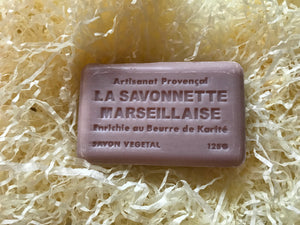 Artisanat Provençal
LA SAVONNETTE
MARSEILLAISE
Enrichie au Beurre de Karité
SAVON VEGETAL 125G